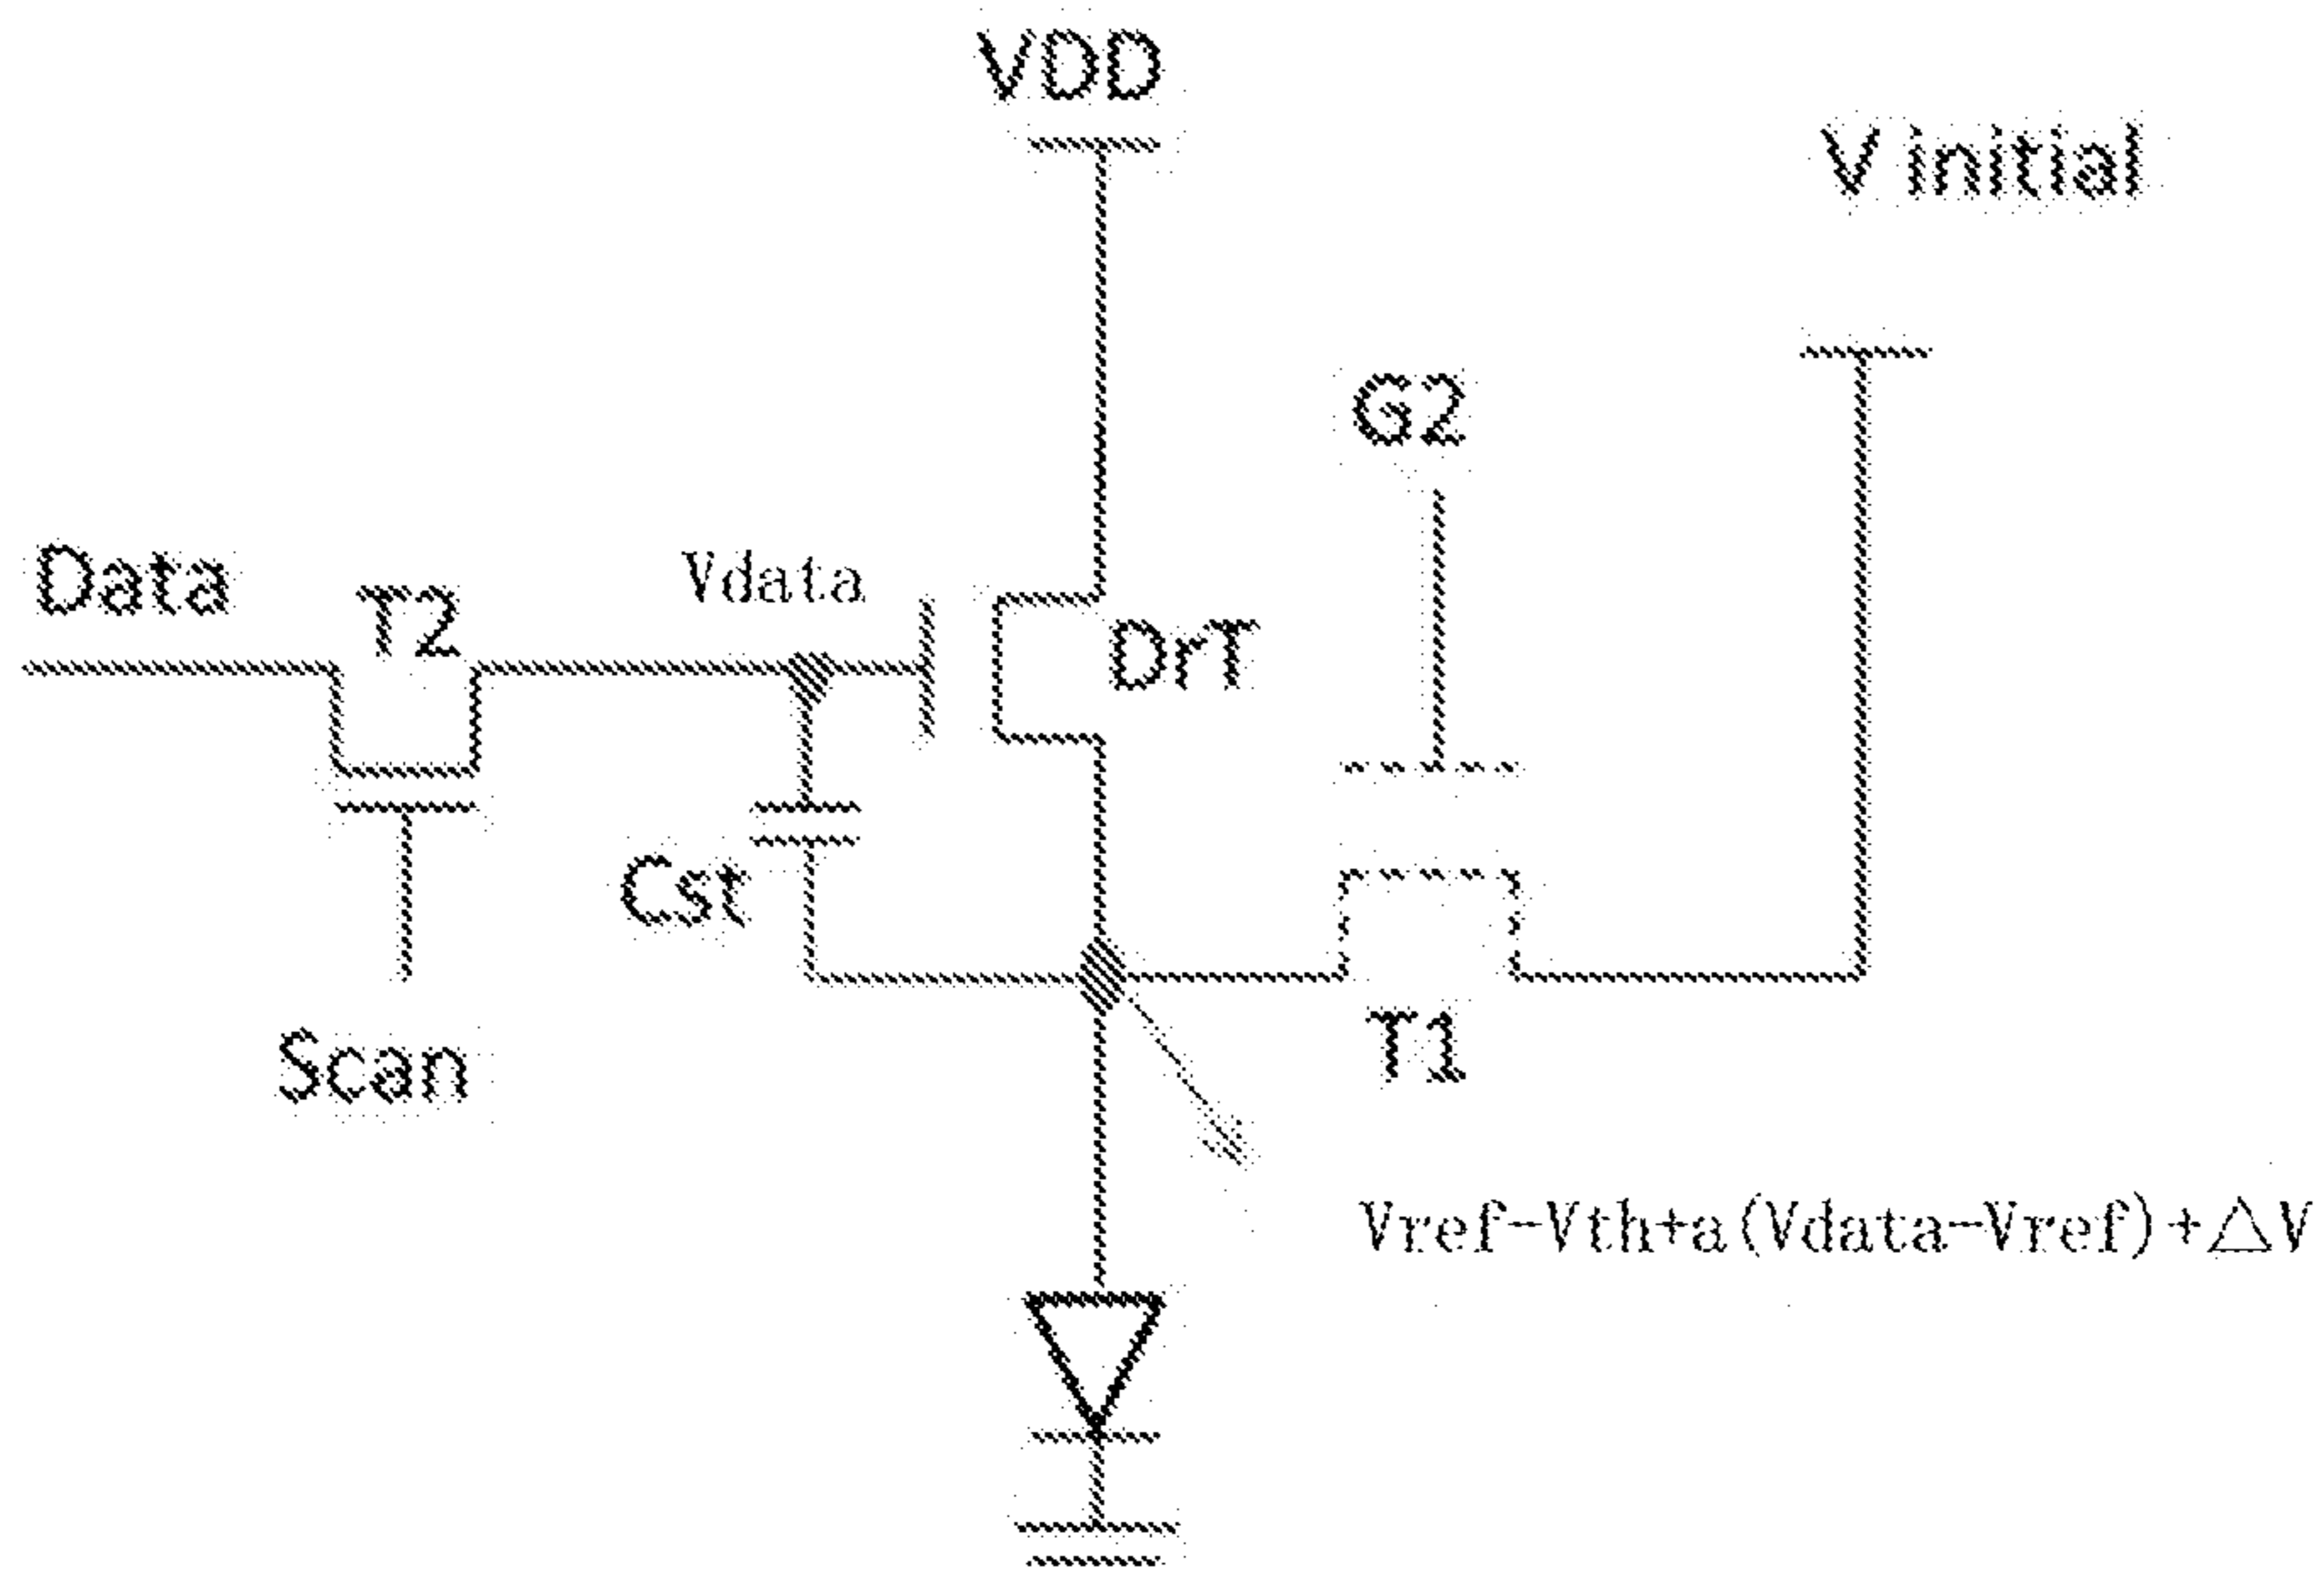 VDD
V initial
G2
Data
T2
Vdata
DrT
Cst
Scan
T1
Vref-Vth+a(Vdata-Vref)+△V